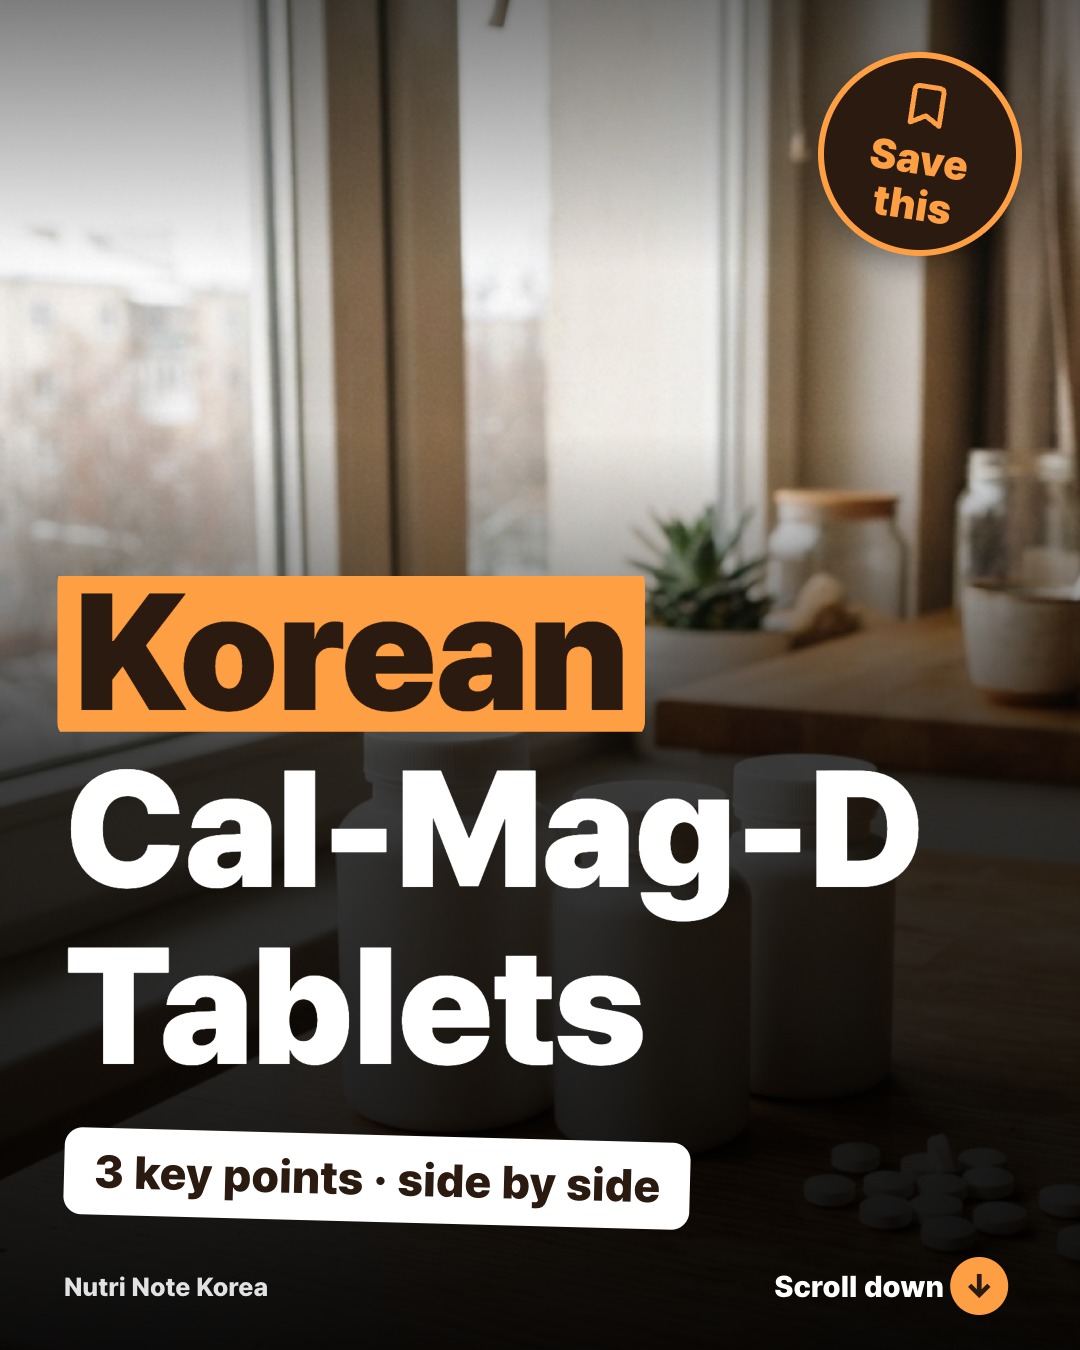 Save
this
Korean
Cal-Mag-D
Tablets
3 key points · side by side
Nutri Note Korea
Scroll down